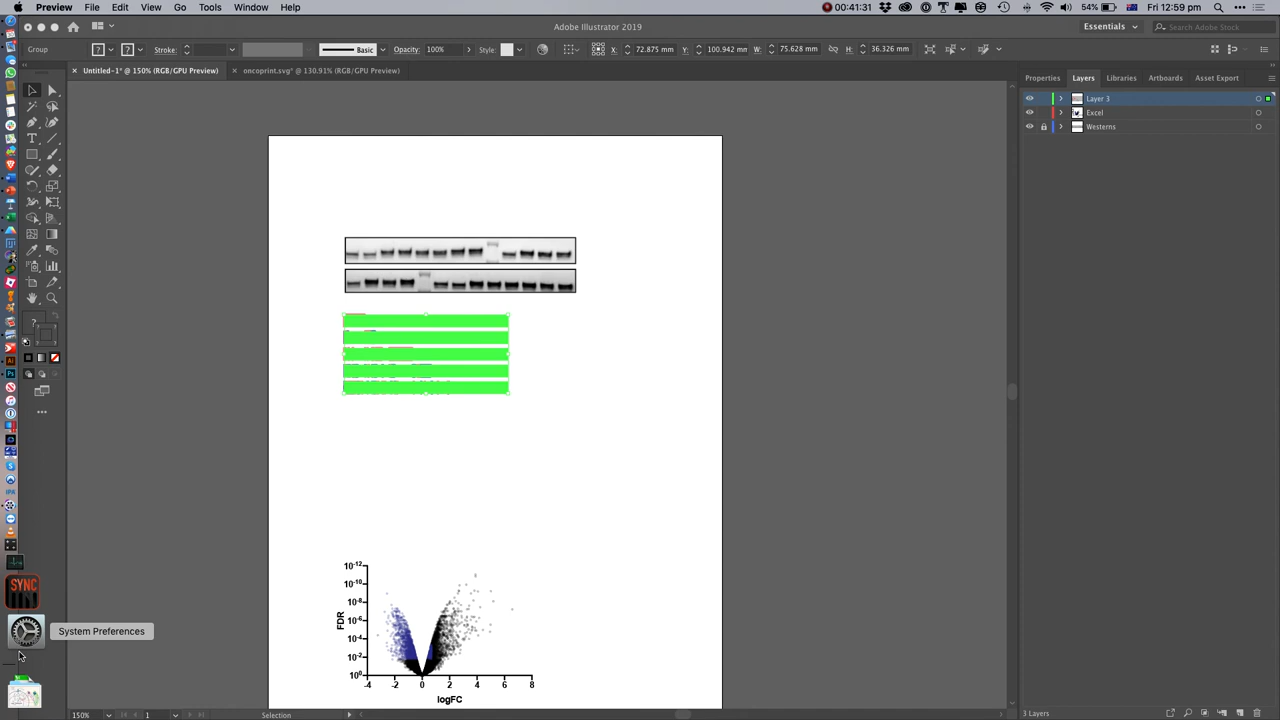 Preview File Edit View Go Tools Window Help
00:41:31 54% Fri 12:59 pm
Adobe Illustrator 2019
Essentials Search Adobe Stock
Group Stroke: Basic Opacity: 100% Style: X: 72.875 mm Y: 100.942 mm W: 75.628 mm H: 36.326 mm
Untitled-1* @ 150% (RGB/GPU Preview) oncoprint.svg* @ 130.91% (RGB/GPU Preview)
Properties Layers Libraries Artboards Asset Export
Layer 3
Excel
Westerns
IPA
SYNC
System Preferences
10-12
10-10
10-8
10-6
10-4
10-2
100
FDR
-4 -2 0 2 4 6 8
logFC
150% 1 Selection
3 Layers